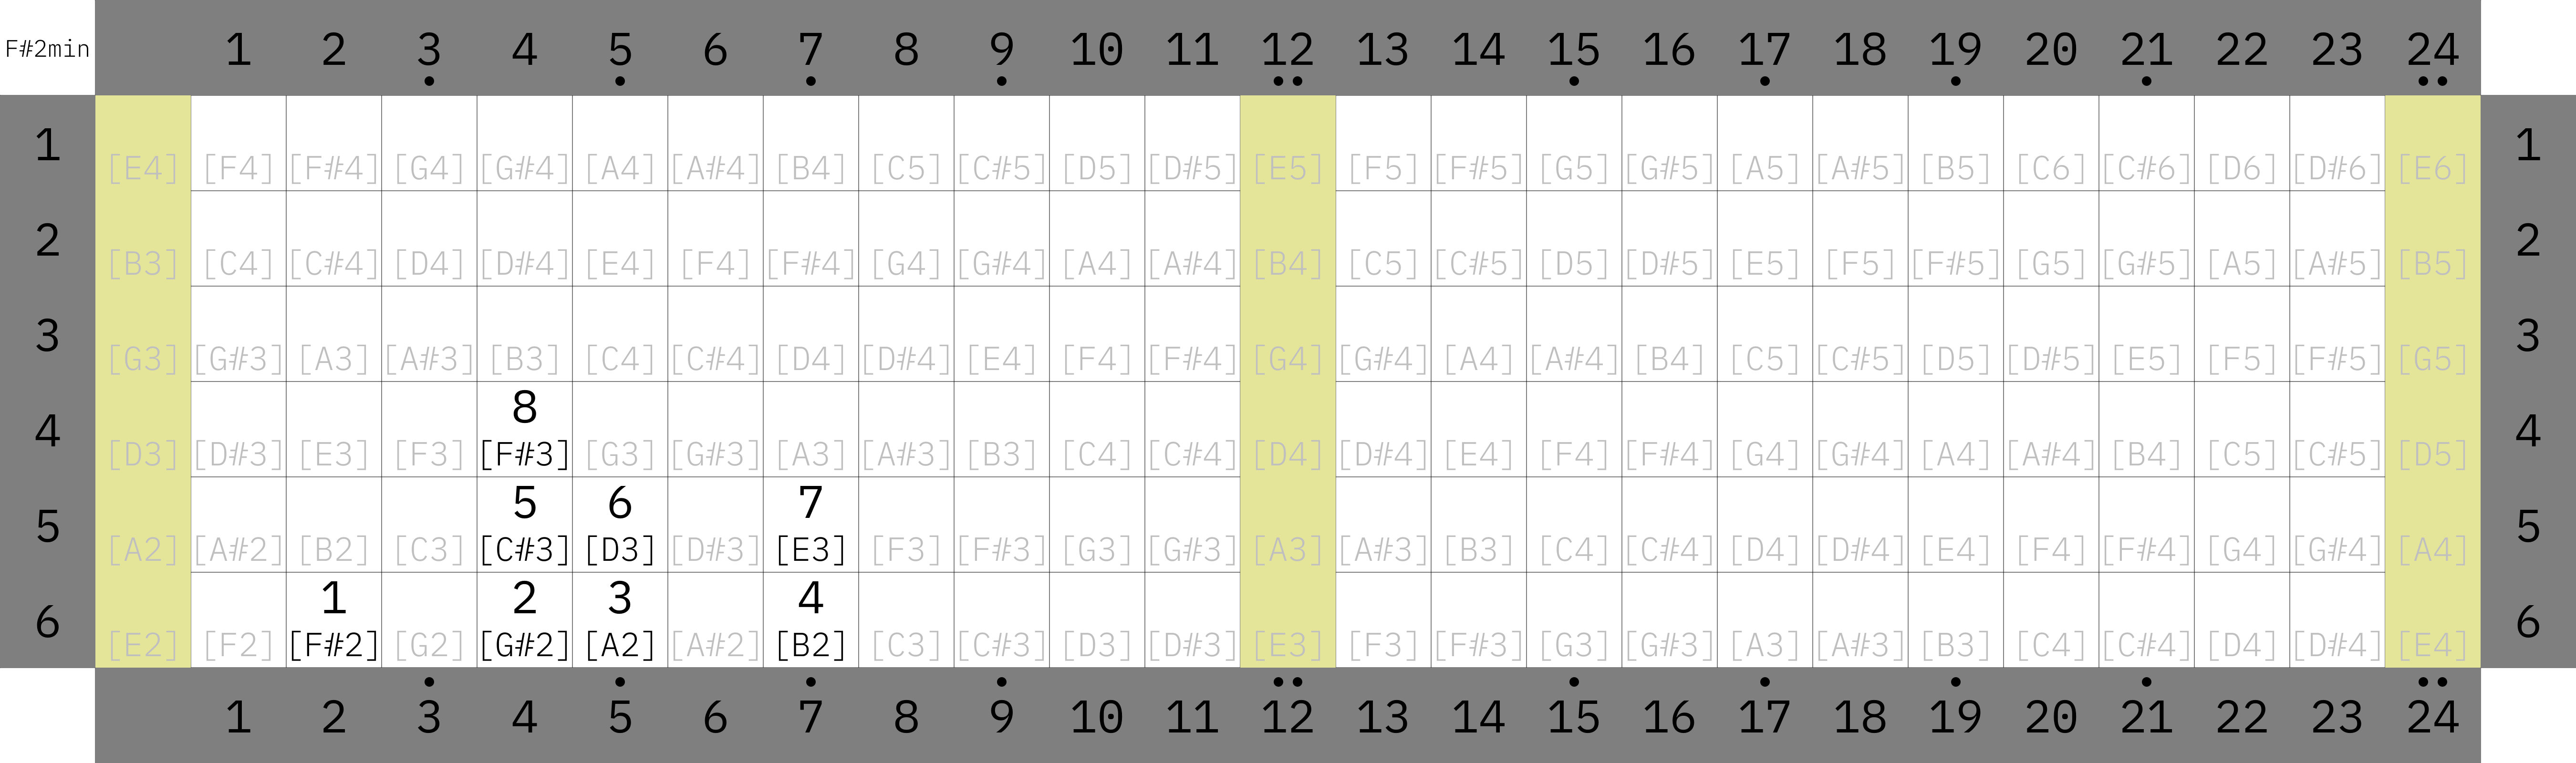 F#2min 1 2 3 4 5 6 7 8 9 10 11 12 13 14 15 16 17 18 19 20 21 22 23 24
1 [E4] [F4] [F#4] [G4] [G#4] [A4] [A#4] [B4] [C5] [C#5] [D5] [D#5] [E5] [F5] [F#5] [G5] [G#5] [A5] [A#5] [B5] [C6] [C#6] [D6] [D#6] [E6] 1
2 [B3] [C4] [C#4] [D4] [D#4] [E4] [F4] [F#4] [G4] [G#4] [A4] [A#4] [B4] [C5] [C#5] [D5] [D#5] [E5] [F5] [F#5] [G5] [G#5] [A5] [A#5] [B5] 2
3 [G3] [G#3] [A3] [A#3] [B3] [C4] [C#4] [D4] [D#4] [E4] [F4] [F#4] [G4] [G#4] [A4] [A#4] [B4] [C5] [C#5] [D5] [D#5] [E5] [F5] [F#5] [G5] 3
8
4 [D3] [D#3] [E3] [F3] [F#3] [G3] [G#3] [A3] [A#3] [B3] [C4] [C#4] [D4] [D#4] [E4] [F4] [F#4] [G4] [G#4] [A4] [A#4] [B4] [C5] [C#5] [D5] 4
5 6 7
5 [A2] [A#2] [B2] [C3] [C#3] [D3] [D#3] [E3] [F3] [F#3] [G3] [G#3] [A3] [A#3] [B3] [C4] [C#4] [D4] [D#4] [E4] [F4] [F#4] [G4] [G#4] [A4] 5
1 2 3 4
6 [E2] [F2] [F#2] [G2] [G#2] [A2] [A#2] [B2] [C3] [C#3] [D3] [D#3] [E3] [F3] [F#3] [G3] [G#3] [A3] [A#3] [B3] [C4] [C#4] [D4] [D#4] [E4] 6
1 2 3 4 5 6 7 8 9 10 11 12 13 14 15 16 17 18 19 20 21 22 23 24